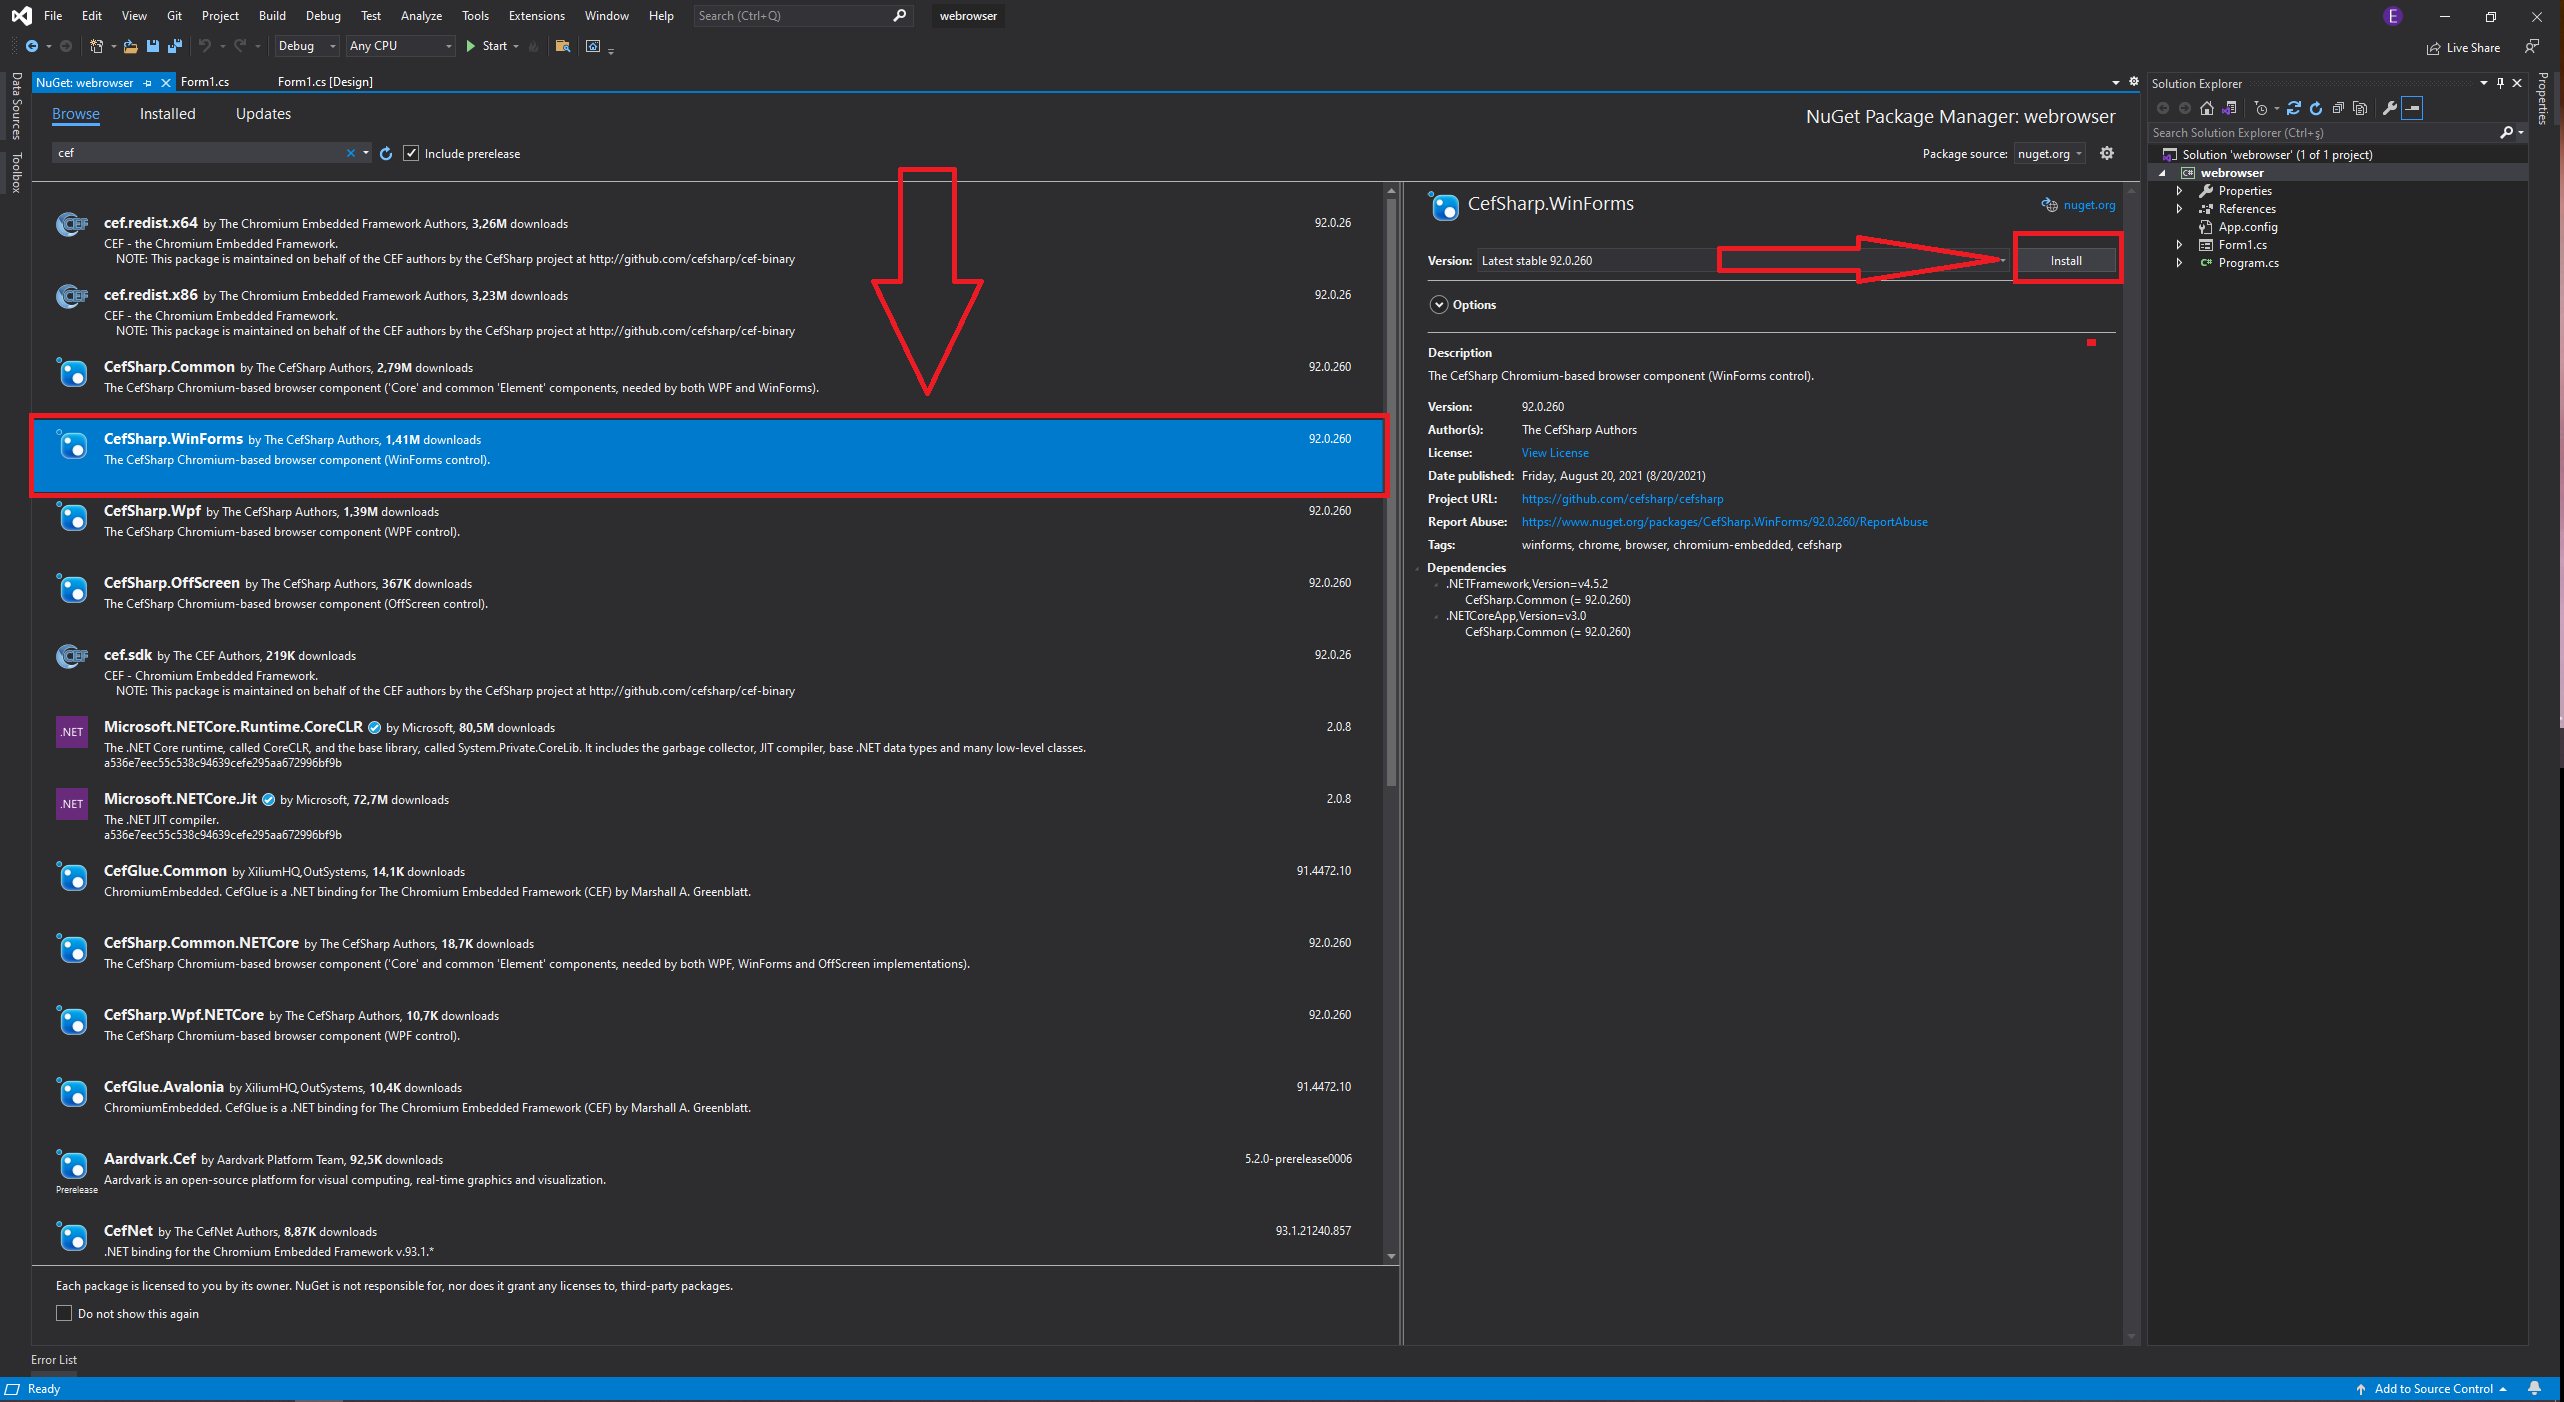 File Edit View Git Project Build Debug Test Analyze Tools Extensions Window Help Search (Ctrl+Q) webrowser E
Debug Any CPU Start Live Share
Data Sources
Toolbox
NuGet: webrowser Form1.cs Form1.cs [Design]
Browse Installed Updates
NuGet Package Manager: webrowser
cef Include prerelease
Package source: nuget.org
cef.redist.x64 by The Chromium Embedded Framework Authors, 3,26M downloads 92.0.26
CEF - the Chromium Embedded Framework.
NOTE: This package is maintained on behalf of the CEF authors by the CefSharp project at http://github.com/cefsharp/cef-binary
cef.redist.x86 by The Chromium Embedded Framework Authors, 3,23M downloads 92.0.26
CEF - the Chromium Embedded Framework.
NOTE: This package is maintained on behalf of the CEF authors by the CefSharp project at http://github.com/cefsharp/cef-binary
CefSharp.Common by The CefSharp Authors, 2,79M downloads 92.0.260
The CefSharp Chromium-based browser component ('Core' and common 'Element' components, needed by both WPF and WinForms).
CefSharp.WinForms by The CefSharp Authors, 1,41M downloads 92.0.260
The CefSharp Chromium-based browser component (WinForms control).
CefSharp.Wpf by The CefSharp Authors, 1,39M downloads 92.0.260
The CefSharp Chromium-based browser component (WPF control).
CefSharp.OffScreen by The CefSharp Authors, 367K downloads 92.0.260
The CefSharp Chromium-based browser component (OffScreen control).
cef.sdk by The CEF Authors, 219K downloads 92.0.26
CEF - Chromium Embedded Framework.
NOTE: This package is maintained on behalf of the CEF authors by the CefSharp project at http://github.com/cefsharp/cef-binary
.NET Microsoft.NETCore.Runtime.CoreCLR by Microsoft, 80,5M downloads 2.0.8
The .NET Core runtime, called CoreCLR, and the base library, called System.Private.CoreLib. It includes the garbage collector, JIT compiler, base .NET data types and many low-level classes.
a536e7eec55c538c94639cefe295aa672996bf9b
.NET Microsoft.NETCore.Jit by Microsoft, 72,7M downloads 2.0.8
The .NET JIT compiler.
a536e7eec55c538c94639cefe295aa672996bf9b
CefGlue.Common by XiliumHQ,OutSystems, 14,1K downloads 91.4472.10
ChromiumEmbedded. CefGlue is a .NET binding for The Chromium Embedded Framework (CEF) by Marshall A. Greenblatt.
CefSharp.Common.NETCore by The CefSharp Authors, 18,7K downloads 92.0.260
The CefSharp Chromium-based browser component ('Core' and common 'Element' components, needed by both WPF, WinForms and OffScreen implementations).
CefSharp.Wpf.NETCore by The CefSharp Authors, 10,7K downloads 92.0.260
The CefSharp Chromium-based browser component (WPF control).
CefGlue.Avalonia by XiliumHQ,OutSystems, 10,4K downloads 91.4472.10
ChromiumEmbedded. CefGlue is a .NET binding for The Chromium Embedded Framework (CEF) by Marshall A. Greenblatt.
Aardvark.Cef by Aardvark Platform Team, 92,5K downloads 5.2.0-prerelease0006
Aardvark is an open-source platform for visual computing, real-time graphics and visualization.
Prerelease
CefNet by The CefNet Authors, 8,87K downloads 93.1.21240.857
.NET binding for the Chromium Embedded Framework v.93.1.*
Each package is licensed to you by its owner. NuGet is not responsible for, nor does it grant any licenses to, third-party packages.
Do not show this again
CefSharp.WinForms nuget.org
Version: Latest stable 92.0.260 Install
Options
Description
The CefSharp Chromium-based browser component (WinForms control).
Version: 92.0.260
Author(s): The CefSharp Authors
License: View License
Date published: Friday, August 20, 2021 (8/20/2021)
Project URL: https://github.com/cefsharp/cefsharp
Report Abuse: https://www.nuget.org/packages/CefSharp.WinForms/92.0.260/ReportAbuse
Tags: winforms, chrome, browser, chromium-embedded, cefsharp
Dependencies
.NETFramework,Version=v4.5.2
CefSharp.Common (= 92.0.260)
.NETCoreApp,Version=v3.0
CefSharp.Common (= 92.0.260)
Solution Explorer
Search Solution Explorer (Ctrl+ş)
Solution 'webrowser' (1 of 1 project)
C# webrowser
Properties
References
App.config
Form1.cs
C# Program.cs
Properties
Error List
Ready Add to Source Control